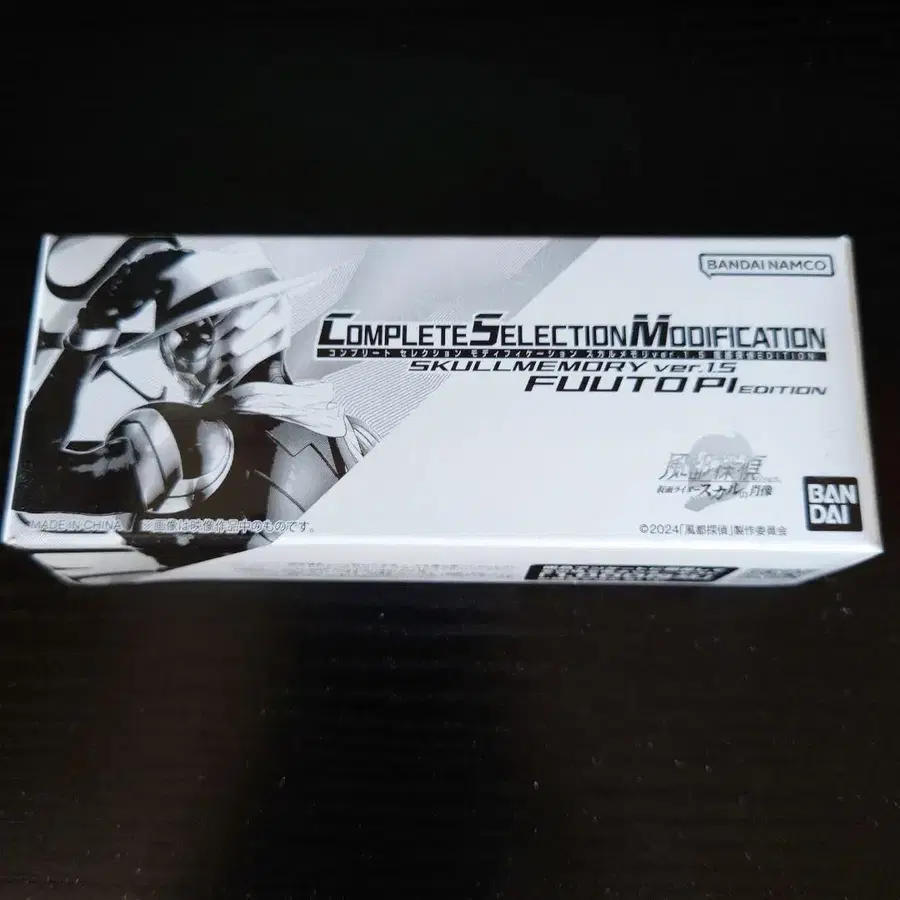 BANDAI NAMCO
COMPLETE SELECTION MODIFICATION
コンプリート セレクション モディフィケーション スカルメモリver.1.5 風都探偵EDITION
SKULLMEMORY ver.1.5
FUUTO PI EDITION
風都探偵
仮面ライダースカルの肖像
BAN
DAI
MADE IN CHINA ※画像は映像作品中のものです。
©2024「風都探偵」製作委員会